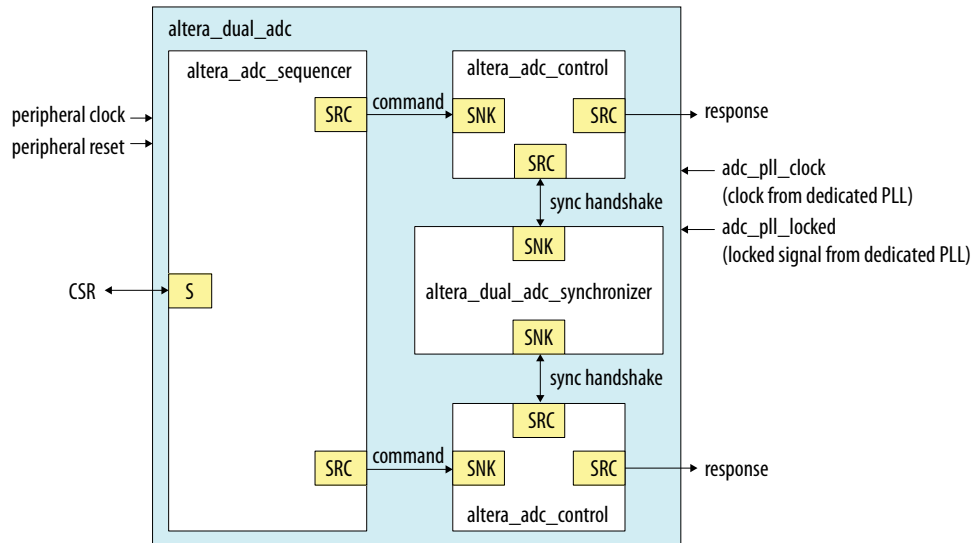 altera_dual_adc
altera_adc_sequencer
altera_adc_control
peripheral clock
peripheral reset
SRC
command
SNK
SRC
response
SRC
adc_pll_clock
(clock from dedicated PLL)
sync handshake
adc_pll_locked
(locked signal from dedicated PLL)
SNK
CSR
S
altera_dual_adc_synchronizer
SNK
sync handshake
SRC
SRC
command
SNK
SRC
response
altera_adc_control